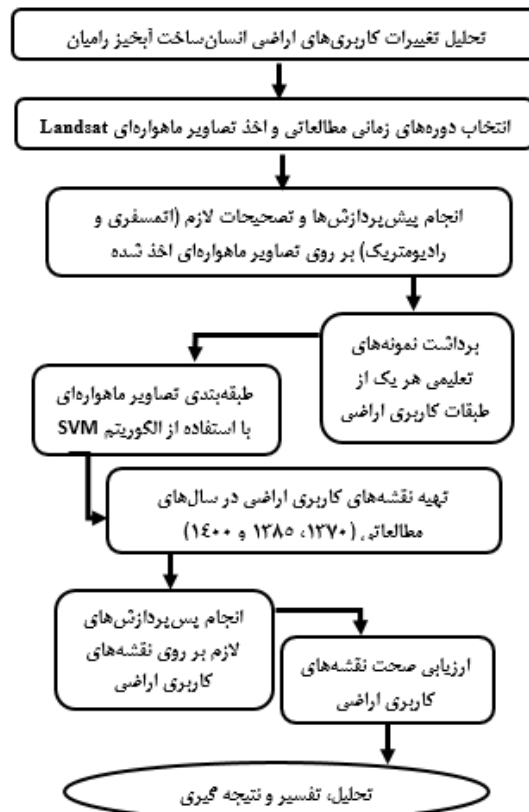 تحلیل تغییرات کاربری‌های اراضی انسان‌ساخت آبخیز رامیان
انتخاب دوره‌های زمانی مطالعاتی و اخذ تصاویر ماهواره‌ای Landsat
انجام پیش‌پردازش‌ها و تصحیحات لازم (اتمسفری و
رادیومتریک) بر روی تصاویر ماهواره‌ای اخذ شده
برداشت نمونه‌های
تعلیمی هر یک از
طبقات کاربری اراضی
طبقه‌بندی تصاویر ماهواره‌ای
با استفاده از الگوریتم SVM
تهیه نقشه‌های کاربری اراضی در سال‌های
مطالعاتی (۱۳۷۰، ۱۳۸۵ و ۱۴۰۰)
انجام پس‌پردازش‌های
لازم بر روی نقشه‌های
کاربری اراضی
ارزیابی صحت نقشه‌های
کاربری اراضی
تحلیل، تفسیر و نتیجه گیری